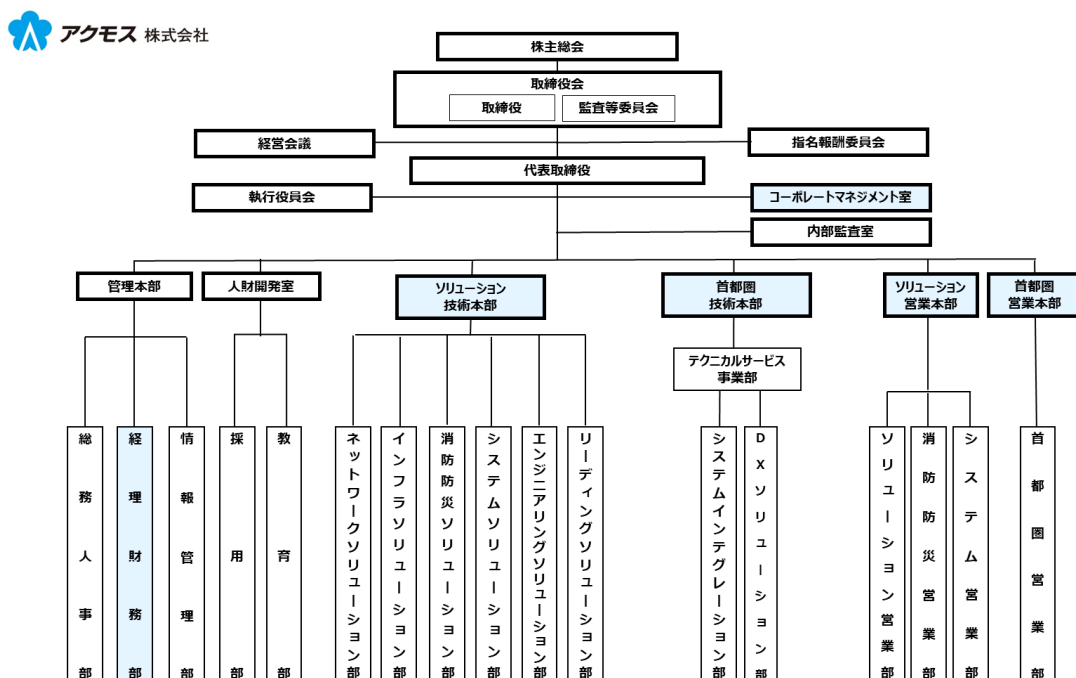 アクモス 株式会社
株主総会
取締役会
取締役
監査等委員会
経営会議
指名報酬委員会
代表取締役
執行役員会
コーポレートマネジメント室
内部監査室
管理本部
人財開発室
ソリューション
技術本部
首都圏
技術本部
ソリューション
営業本部
首都圏
営業本部
テクニカルサービス
事業部
総務人事部
経理財務部
情報管理部
採用部
教育部
ネットワークソリューション部
インフラソリューション部
消防防災ソリューション部
システムソリューション部
エンジニアリングソリューション部
リーディングソリューション部
システムインテグレーション部
DXソリューション部
ソリューション営業部
消防防災営業部
システム営業部
首都圏営業部